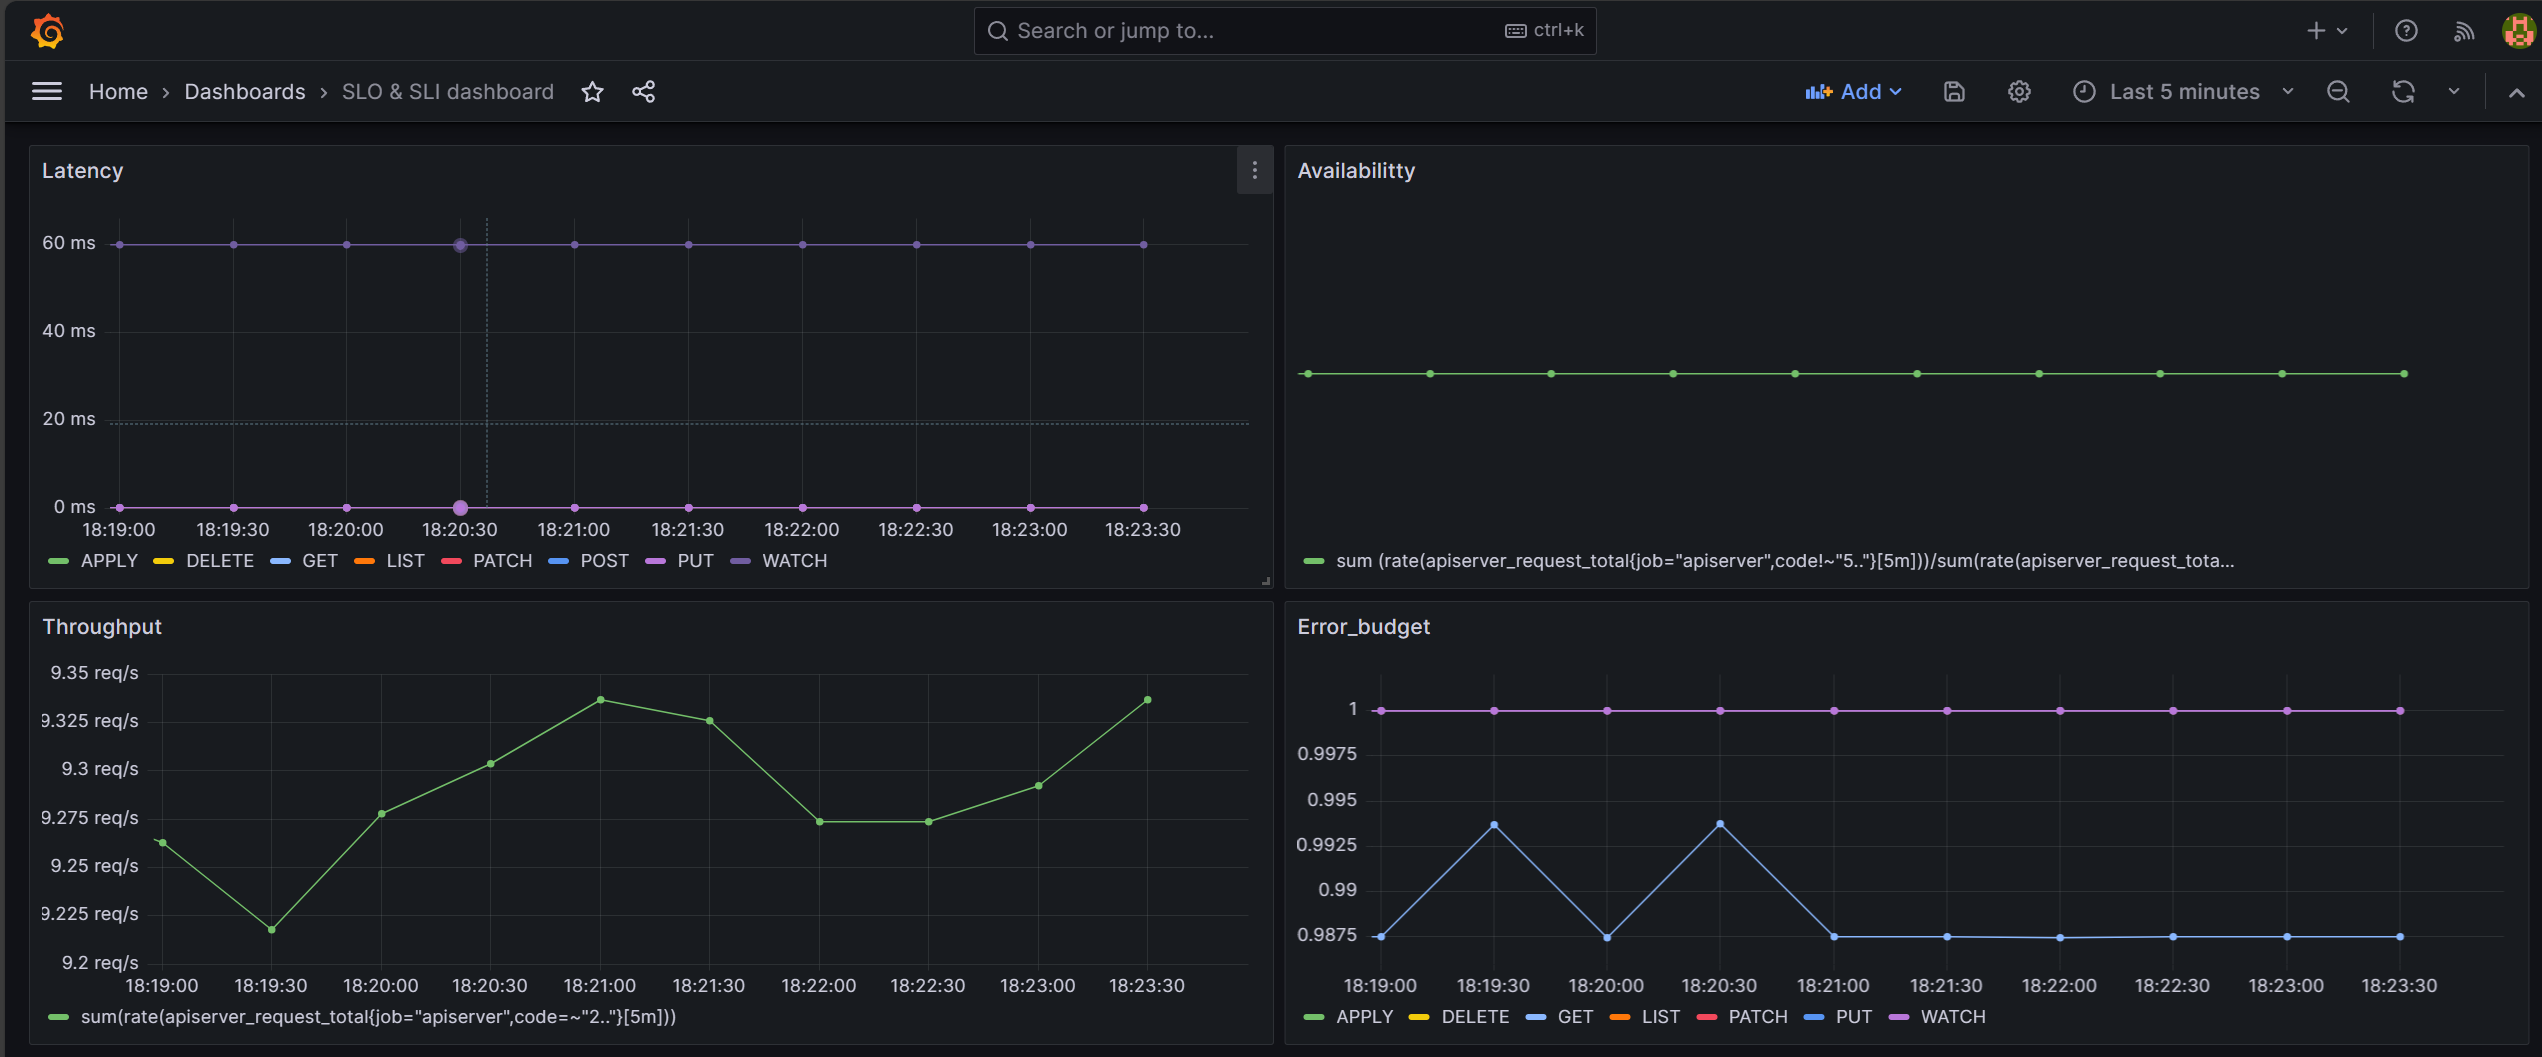 Search or jump to... ctrl+k
Home › Dashboards › SLO & SLI dashboard Add Last 5 minutes
Latency
60 ms
40 ms
20 ms
0 ms
18:19:00 18:19:30 18:20:00 18:20:30 18:21:00 18:21:30 18:22:00 18:22:30 18:23:00 18:23:30
APPLY DELETE GET LIST PATCH POST PUT WATCH
Availabilitty
sum (rate(apiserver_request_total{job="apiserver",code!~"5.."}[5m]))/sum(rate(apiserver_request_tota...
Throughput
9.35 req/s
9.325 req/s
9.3 req/s
9.275 req/s
9.25 req/s
9.225 req/s
9.2 req/s
18:19:00 18:19:30 18:20:00 18:20:30 18:21:00 18:21:30 18:22:00 18:22:30 18:23:00 18:23:30
sum(rate(apiserver_request_total{job="apiserver",code=~"2.."}[5m]))
Error_budget
1
0.9975
0.995
0.9925
0.99
0.9875
18:19:00 18:19:30 18:20:00 18:20:30 18:21:00 18:21:30 18:22:00 18:22:30 18:23:00 18:23:30
APPLY DELETE GET LIST PATCH PUT WATCH